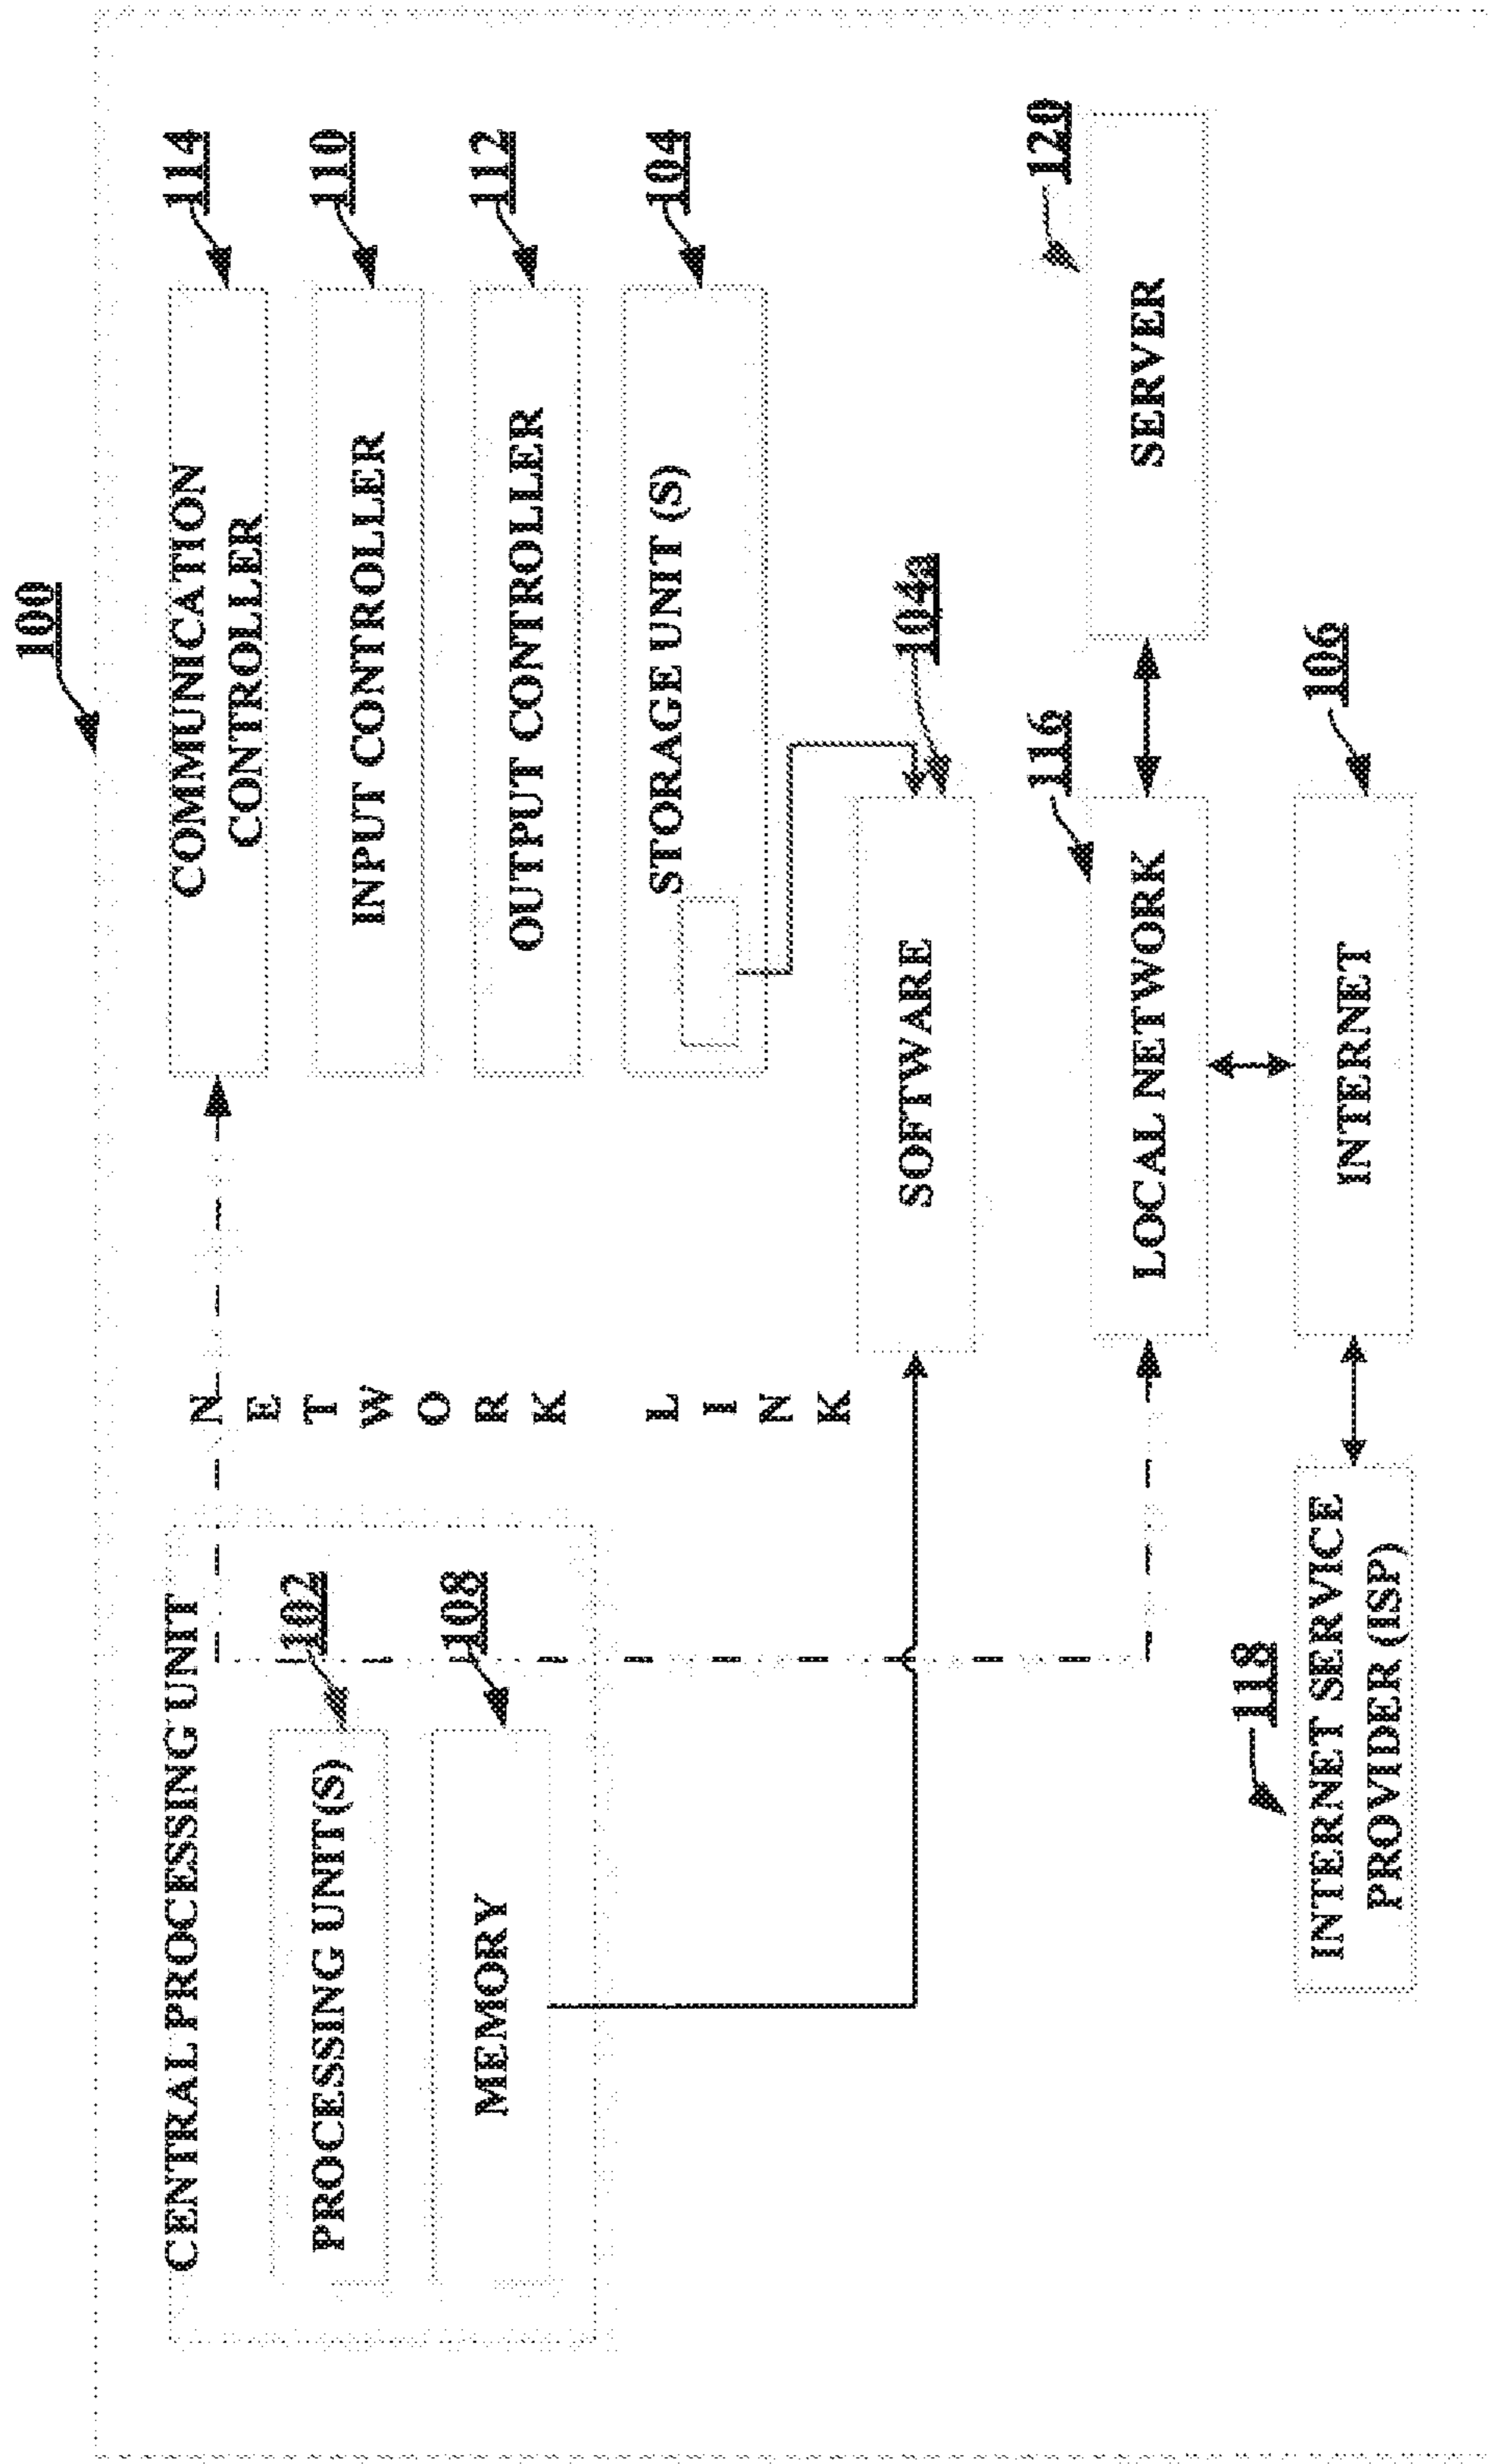 100
CENTRAL PROCESSING UNIT
PROCESSING UNIT(S)
102
MEMORY
108
NETWORK LINK
COMMUNICATION
CONTROLLER
114
INPUT CONTROLLER
110
OUTPUT CONTROLLER
112
STORAGE UNIT (S)
104
SOFTWARE
104a
LOCAL NETWORK
116
SERVER
120
INTERNET SERVICE
PROVIDER (ISP)
118
INTERNET
106